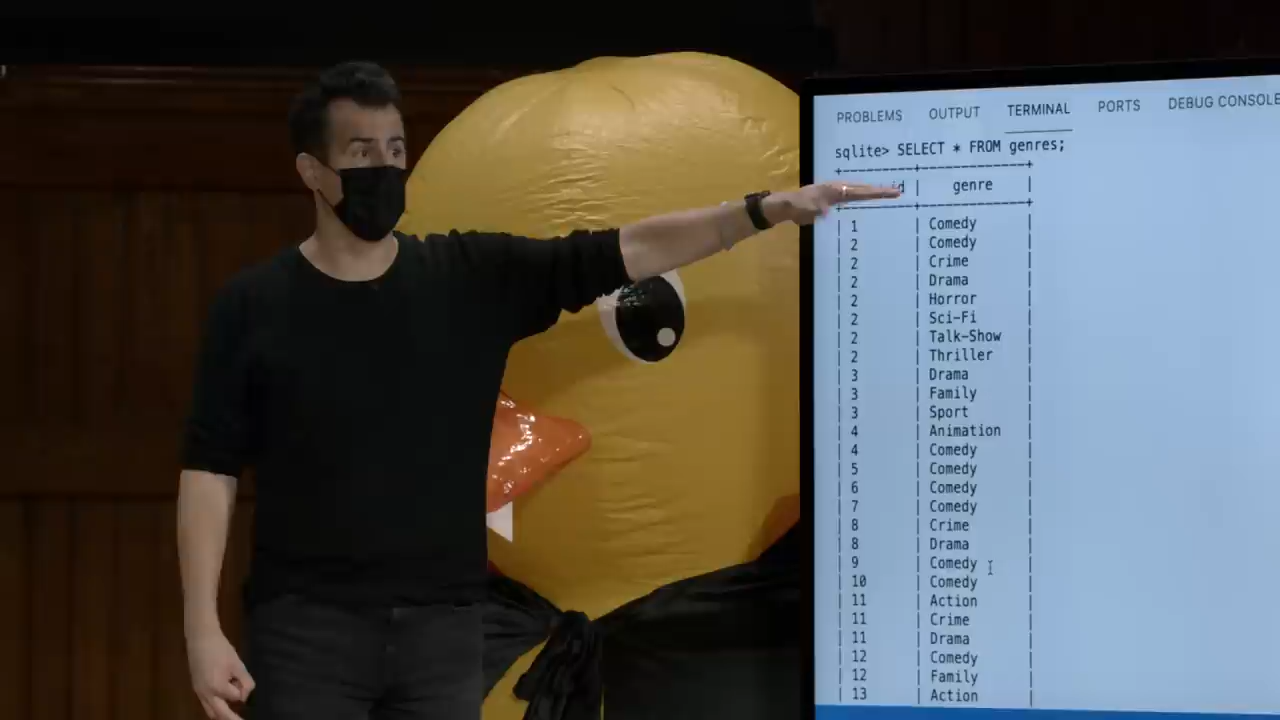 PROBLEMS OUTPUT TERMINAL PORTS DEBUG CONSOLE
sqlite> SELECT * FROM genres;
id | genre |
| 1 | Comedy |
| 2 | Comedy |
| 2 | Crime |
| 2 | Drama |
| 2 | Horror |
| 2 | Sci-Fi |
| 2 | Talk-Show |
| 2 | Thriller |
| 3 | Drama |
| 3 | Family |
| 3 | Sport |
| 4 | Animation |
| 4 | Comedy |
| 5 | Comedy |
| 6 | Comedy |
| 7 | Comedy |
| 8 | Crime |
| 8 | Drama |
| 9 | Comedy |
| 10 | Comedy |
| 11 | Action |
| 11 | Crime |
| 11 | Drama |
| 12 | Comedy |
| 12 | Family |
| 13 | Action |